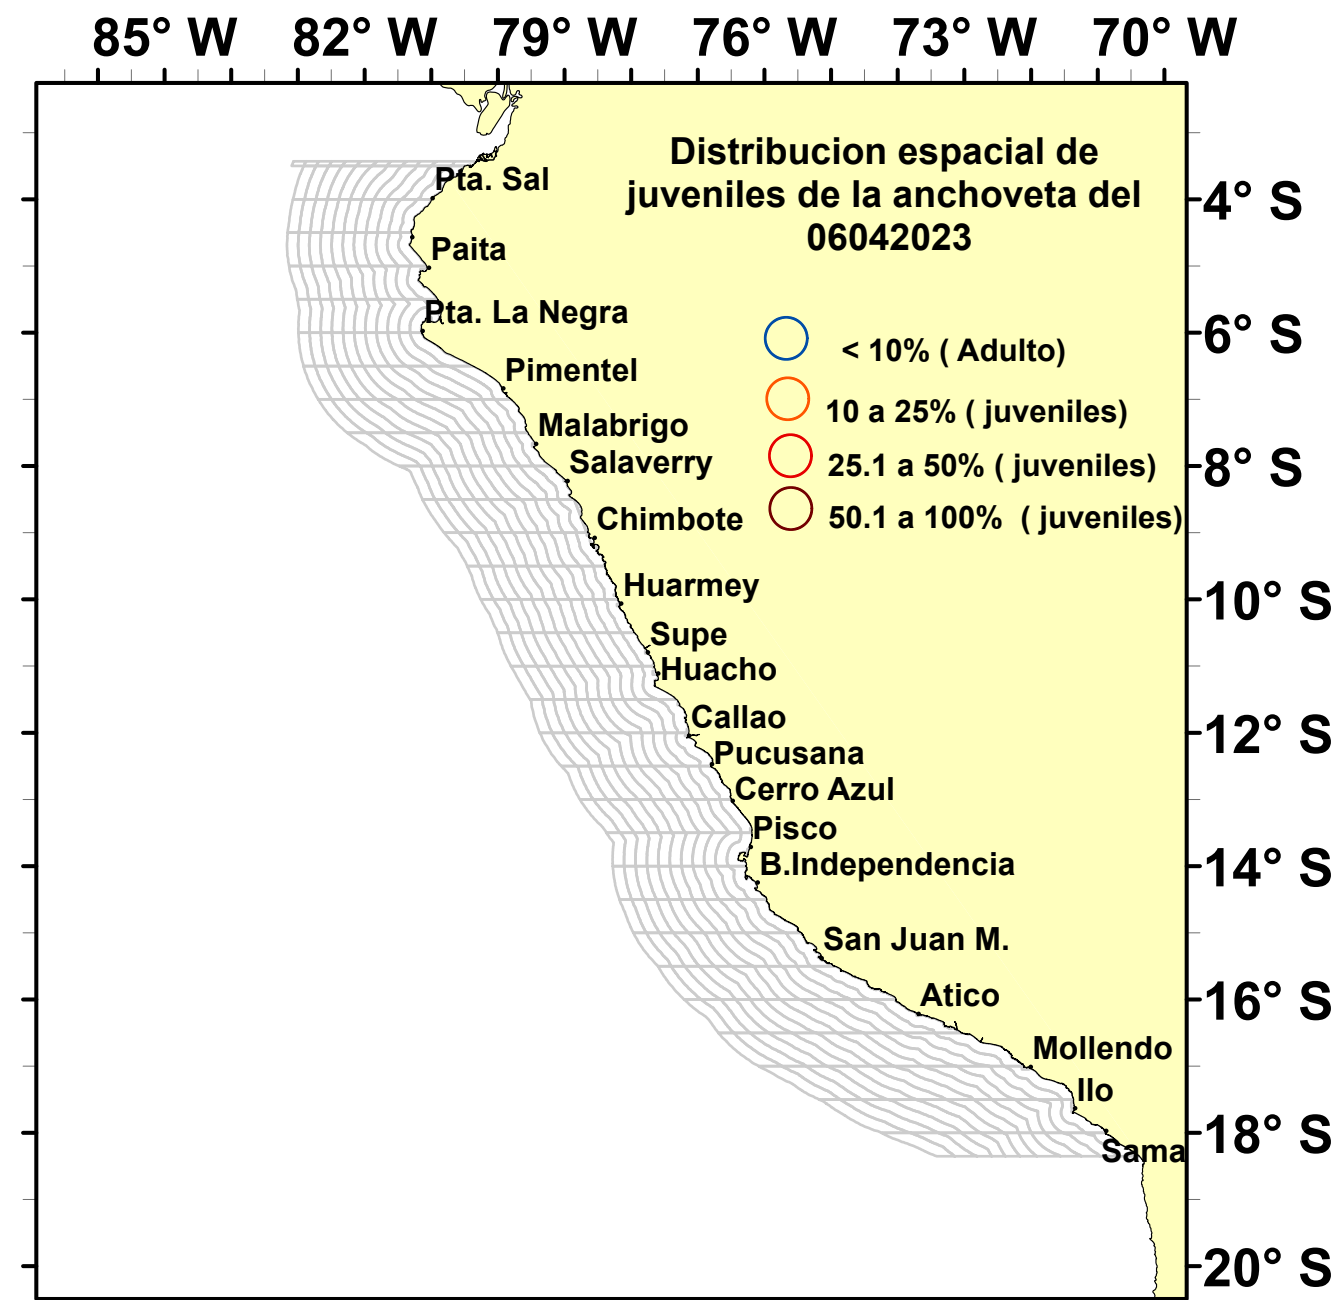 85° W 82° W 79° W 76° W 73° W 70° W
Distribucion espacial de
juveniles de la anchoveta del
06042023
Pta. Sal
4° S
Paita
Pta. La Negra
6° S
< 10% ( Adulto)
Pimentel
10 a 25% ( juveniles)
Malabrigo
25.1 a 50% ( juveniles)
Salaverry
8° S
50.1 a 100% ( juveniles)
Chimbote
Huarmey
10° S
Supe
Huacho
Callao
12° S
Pucusana
Cerro Azul
Pisco
B.Independencia
14° S
San Juan M.
Atico
16° S
Mollendo
Ilo
18° S
Sama
20° S